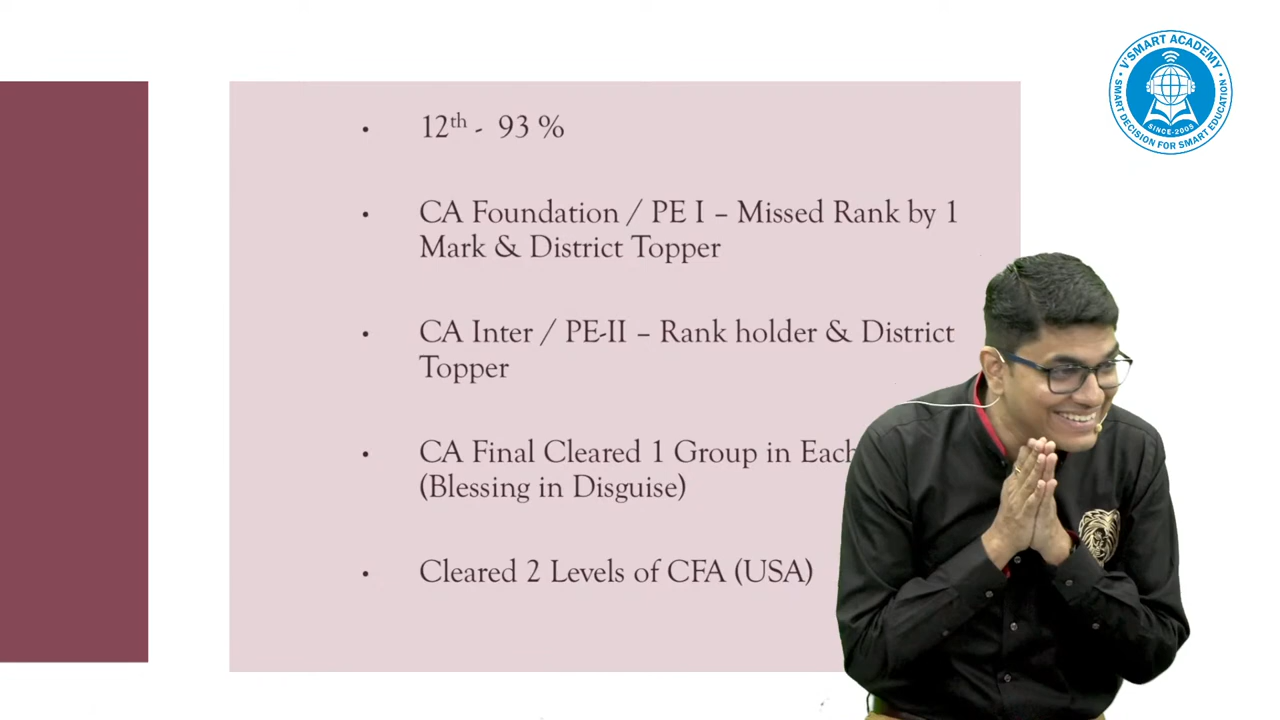 12th - 93 %
CA Foundation / PE I – Missed Rank by 1
Mark & District Topper
CA Inter / PE-II – Rank holder & District
Topper
CA Final Cleared 1 Group in Each
(Blessing in Disguise)
Cleared 2 Levels of CFA (USA)
V'SMART ACADEMY
SINCE-2005
SMART DECISION FOR SMART EDUCATION